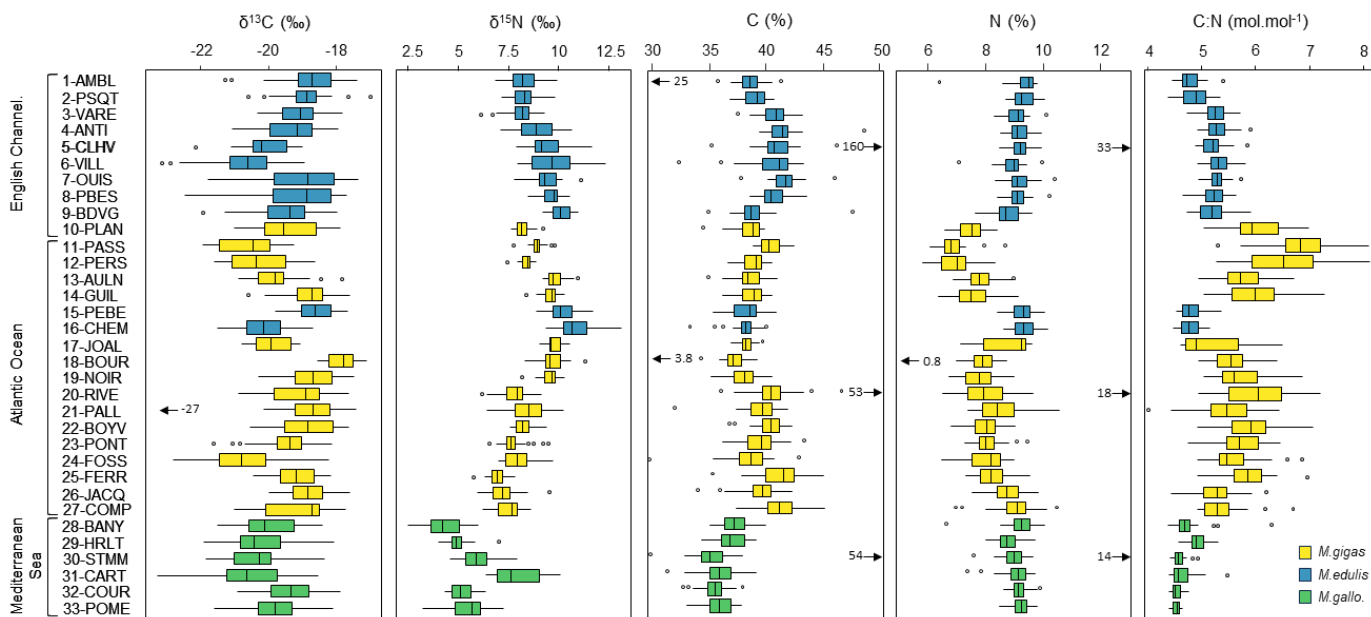 δ¹³C (‰) δ¹⁵N (‰) C (%) N (%) C:N (mol.mol⁻¹)
-22 -20 -18 2.5 5 7.5 10 12.5 30 35 40 45 50 6 8 10 12 4 5 6 7 8
English Channel.
1-AMBL
2-PSQT
3-VARE
4-ANTI
5-CLHV
6-VILL
7-OUIS
8-PBES
9-BDVG
10-PLAN
Atlantic Ocean
11-PASS
12-PERS
13-AULN
14-GUIL
15-PEBE
16-CHEM
17-JOAL
18-BOUR
19-NOIR
20-RIVE
21-PALL
22-BOYV
23-PONT
24-FOSS
25-FERR
26-JACQ
27-COMP
Mediterranean
Sea
28-BANY
29-HRLT
30-STMM
31-CART
32-COUR
33-POME
-27
25
160
3.8
53
54
33
0.8
18
14
M.gigas
M.edulis
M.gallo.